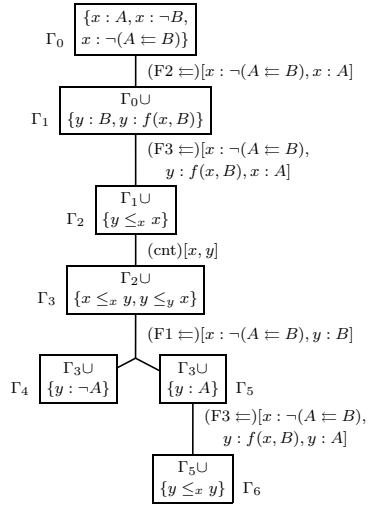 {x : A, x : ¬B,
x : ¬(A ⇇ B)}
Γ₀
(F2 ⇇)[x : ¬(A ⇇ B), x : A]
Γ₀∪
{y : B, y : f(x, B)}
Γ₁
(F3 ⇇)[x : ¬(A ⇇ B),
y : f(x, B), x : A]
Γ₁∪
{y ≤ₓ x}
Γ₂
(cnt)[x, y]
Γ₂∪
{x ≤ₓ y, y ≤ᵧ x}
Γ₃
(F1 ⇇)[x : ¬(A ⇇ B), y : B]
Γ₃∪
{y : ¬A}
Γ₄
Γ₃∪
{y : A}
Γ₅
(F3 ⇇)[x : ¬(A ⇇ B),
y : f(x, B), y : A]
Γ₅∪
{y ≤ₓ y}
Γ₆